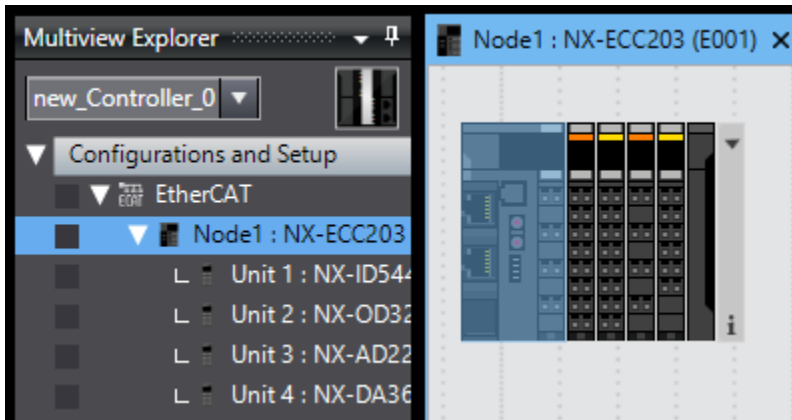 Multiview Explorer
new_Controller_0
Configurations and Setup
EtherCAT
Node1 : NX-ECC203
Unit 1 : NX-ID544
Unit 2 : NX-OD32
Unit 3 : NX-AD22
Unit 4 : NX-DA36
Node1 : NX-ECC203 (E001)
i